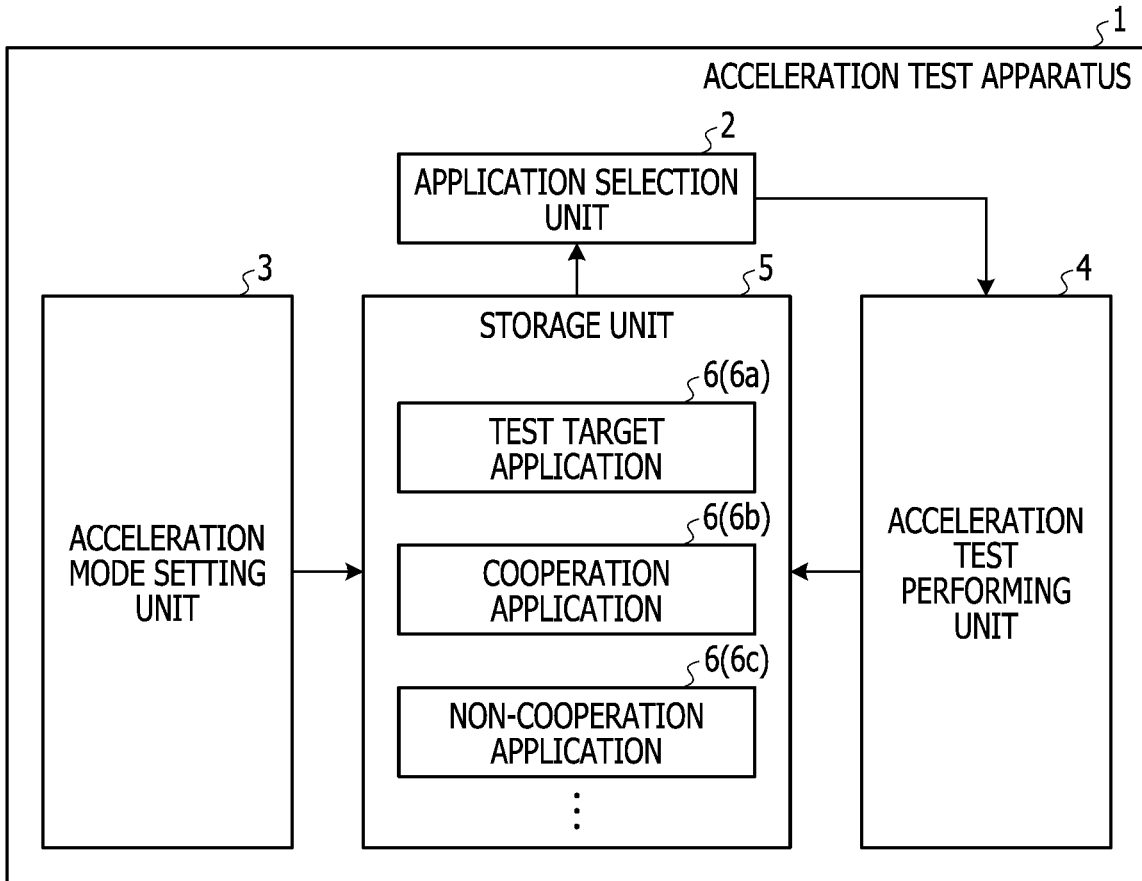 1
ACCELERATION TEST APPARATUS
2
APPLICATION SELECTION
UNIT
3
ACCELERATION
MODE SETTING
UNIT
5
STORAGE UNIT
6(6a)
TEST TARGET
APPLICATION
6(6b)
COOPERATION
APPLICATION
6(6c)
NON-COOPERATION
APPLICATION
4
ACCELERATION
TEST
PERFORMING
UNIT